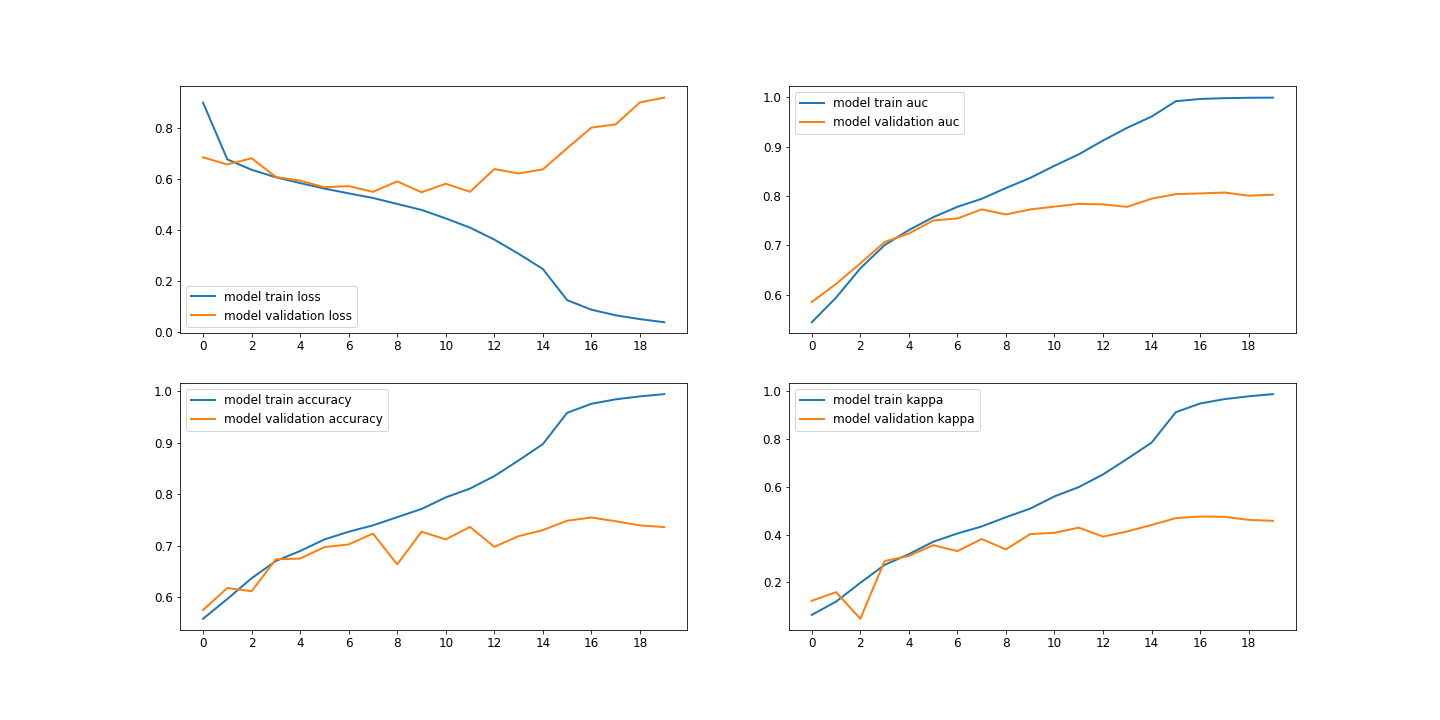 0.8
0.6
0.4
0.2
0.0
model train loss
model validation loss
0 2 4 6 8 10 12 14 16 18
1.0
0.9
0.8
0.7
0.6
model train auc
model validation auc
0 2 4 6 8 10 12 14 16 18
1.0
0.9
0.8
0.7
0.6
model train accuracy
model validation accuracy
0 2 4 6 8 10 12 14 16 18
1.0
0.8
0.6
0.4
0.2
model train kappa
model validation kappa
0 2 4 6 8 10 12 14 16 18